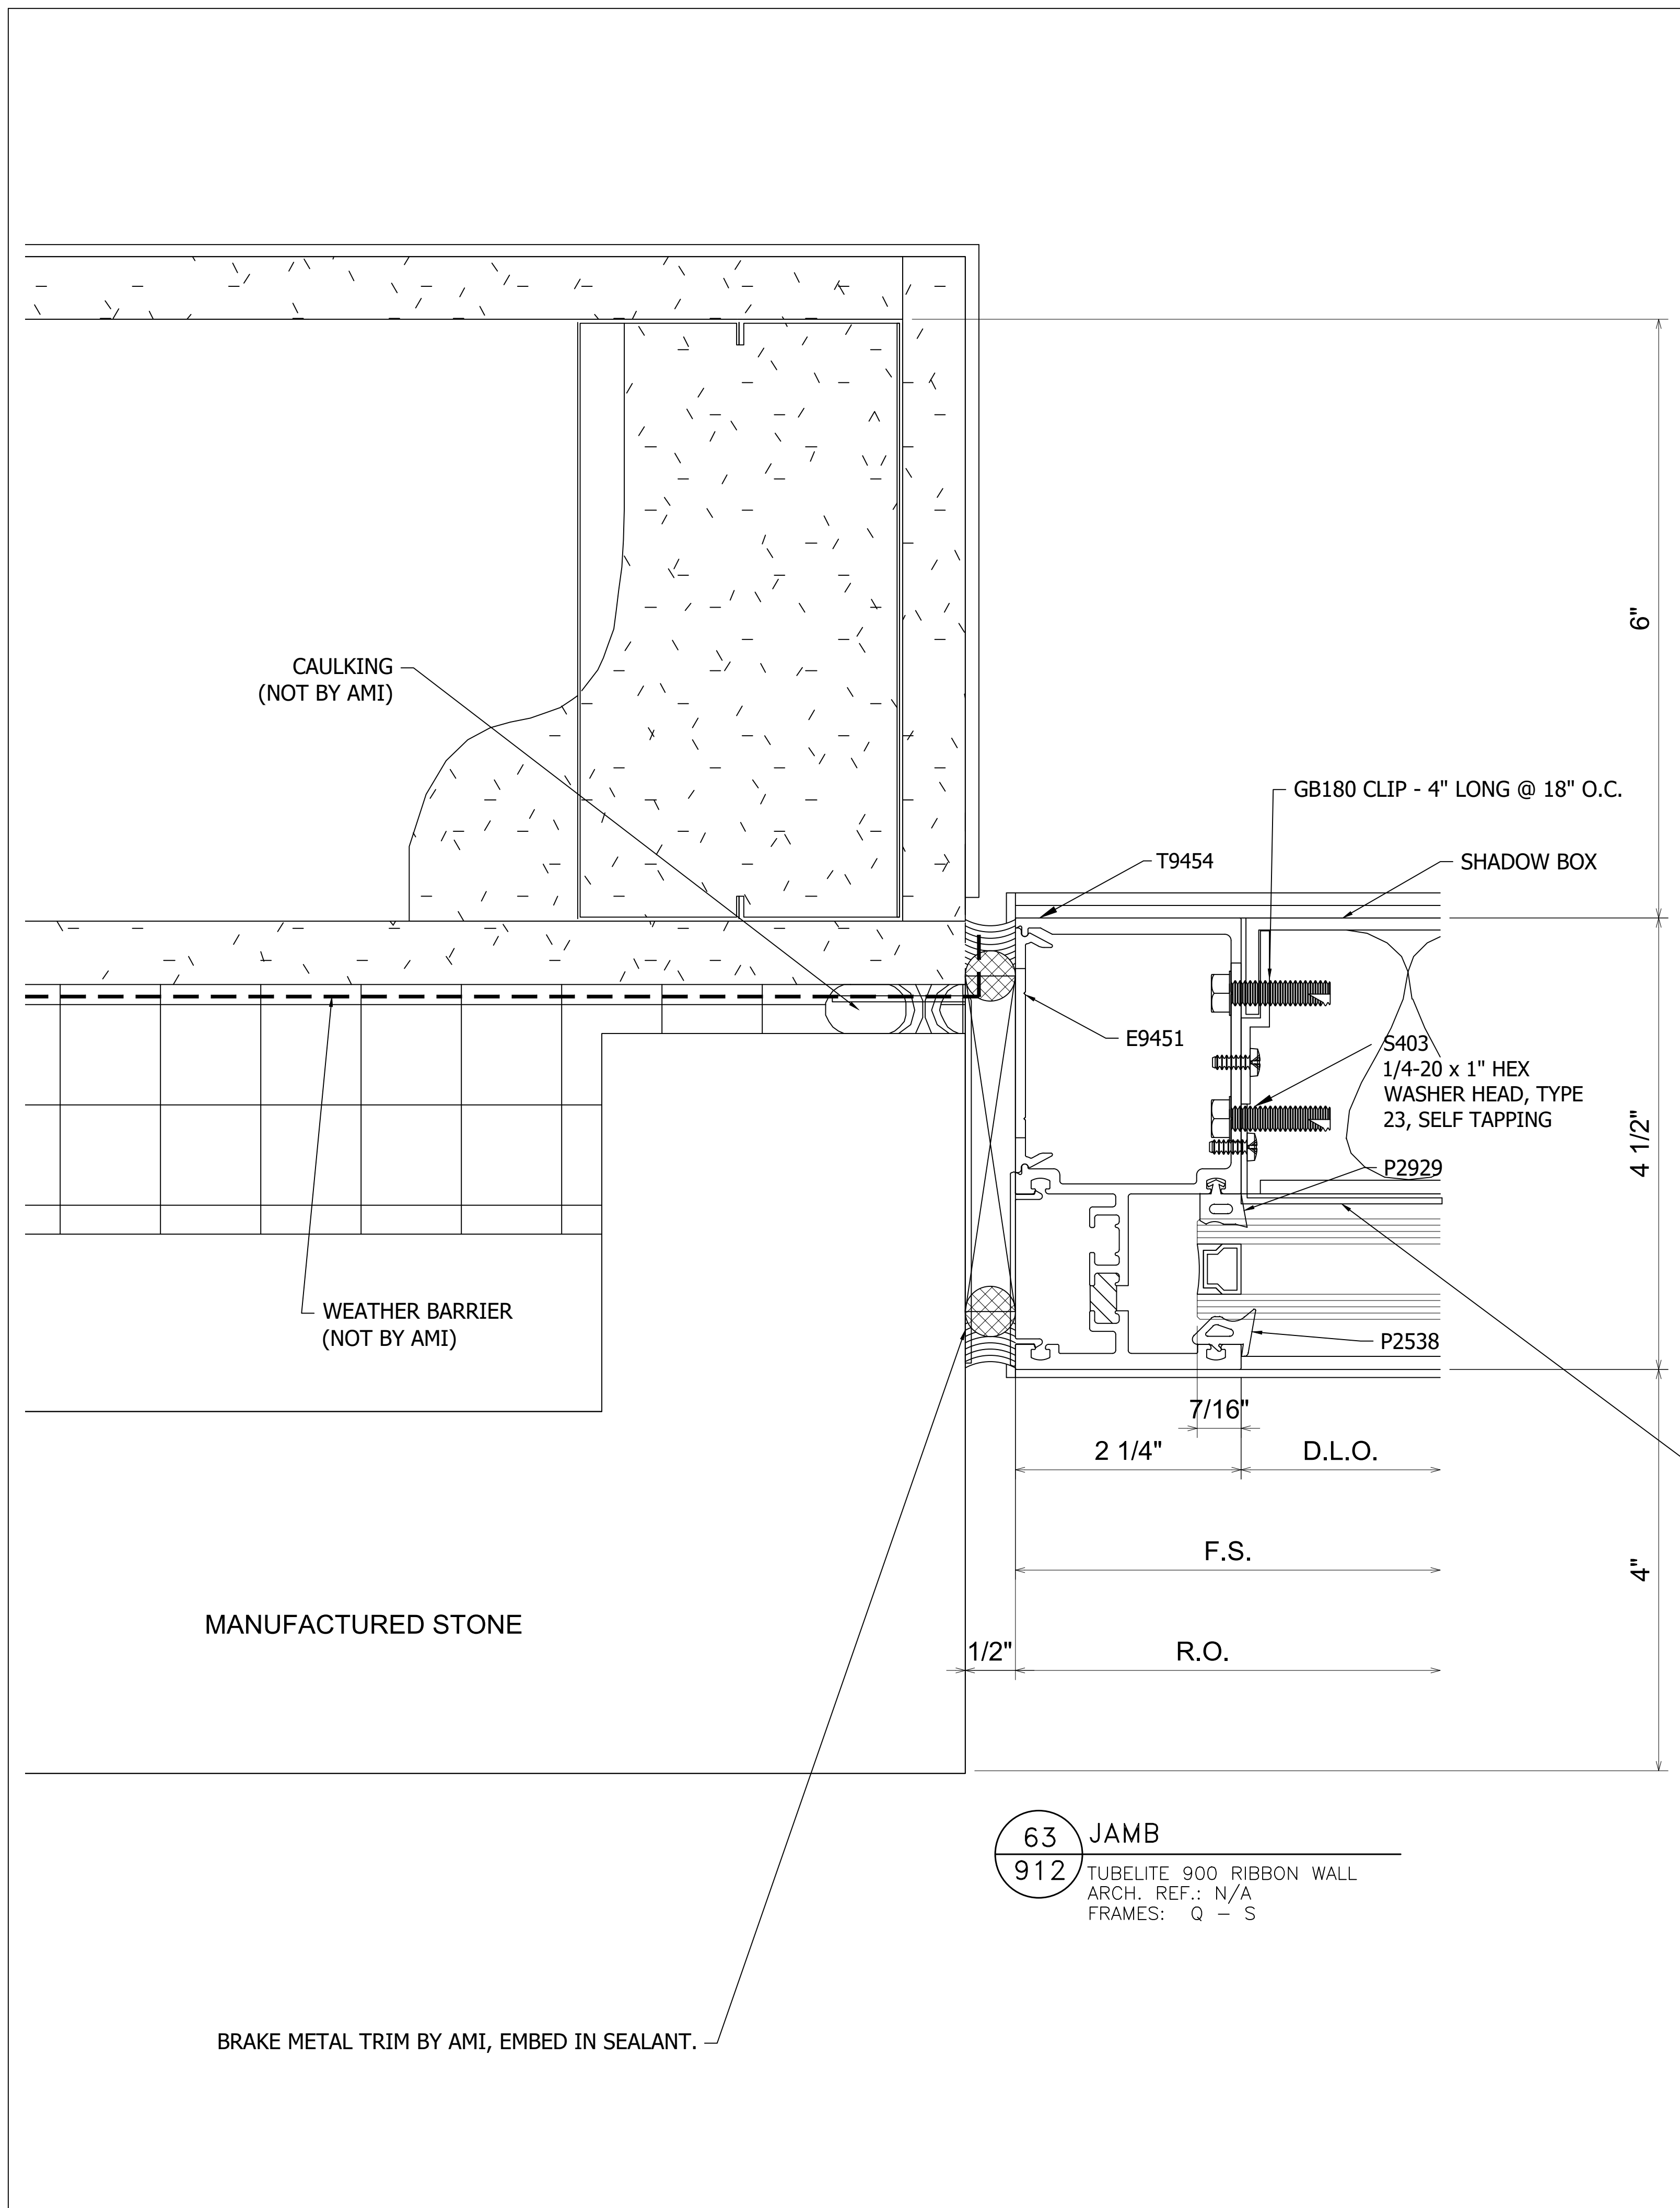 6"
CAULKING
(NOT BY AMI)
GB180 CLIP - 4" LONG @ 18" O.C.
T9454
SHADOW BOX
E9451
S403
1/4-20 x 1" HEX
WASHER HEAD, TYPE
23, SELF TAPPING
4 1/2"
P2929
WEATHER BARRIER
(NOT BY AMI)
P2538
7/16"
2 1/4"
D.L.O.
F.S.
4"
MANUFACTURED STONE
1/2"
R.O.
63
912
JAMB
TUBELITE 900 RIBBON WALL
ARCH. REF.: N/A
FRAMES: Q - S
BRAKE METAL TRIM BY AMI, EMBED IN SEALANT.